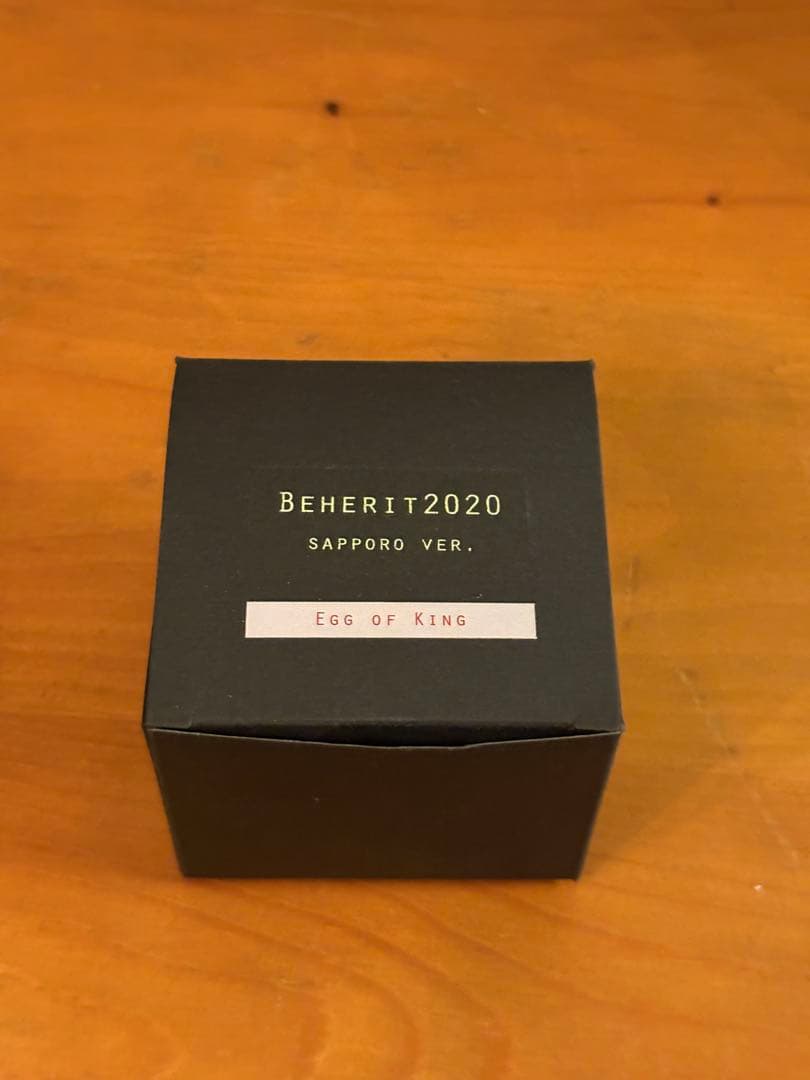 Beherit2020
SAPPORO VER.
Egg of King